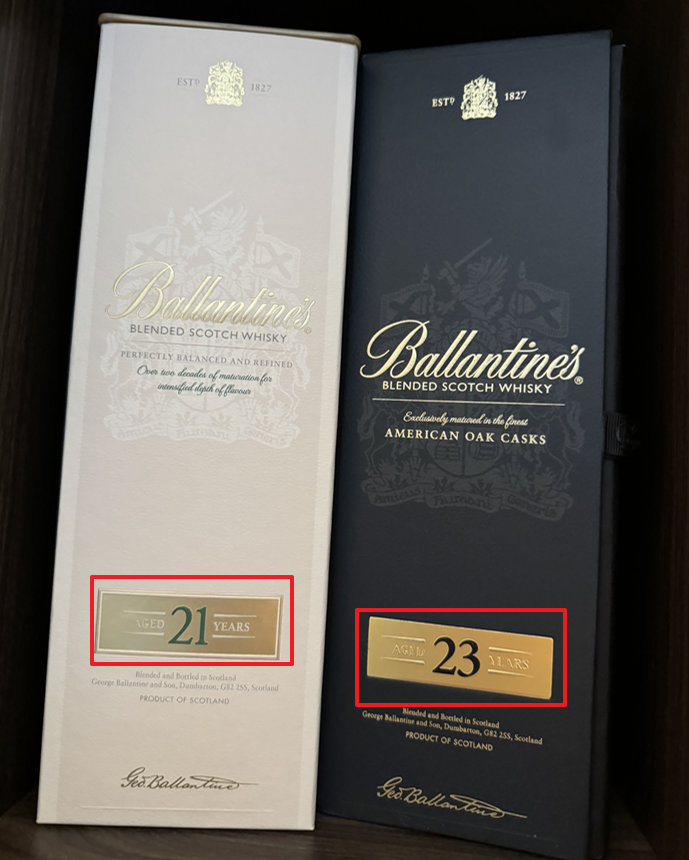 ESTD 1827
Ballantine's®
BLENDED SCOTCH WHISKY
PERFECTLY BALANCED AND REFINED
Over two decades of maturation for
intensified depth of flavour
AGED 21 YEARS
Blended and Bottled in Scotland
George Ballantine and Son, Dumbarton, G82 2SS, Scotland
PRODUCT OF SCOTLAND
Geo. Ballantine
ESTD 1827
Ballantine's®
BLENDED SCOTCH WHISKY
Exclusively matured in the finest
AMERICAN OAK CASKS
Amicus Humani Generis
AGED 23 YEARS
Blended and Bottled in Scotland
George Ballantine and Son, Dumbarton, G82 2SS, Scotland
PRODUCT OF SCOTLAND
Geo. Ballantine